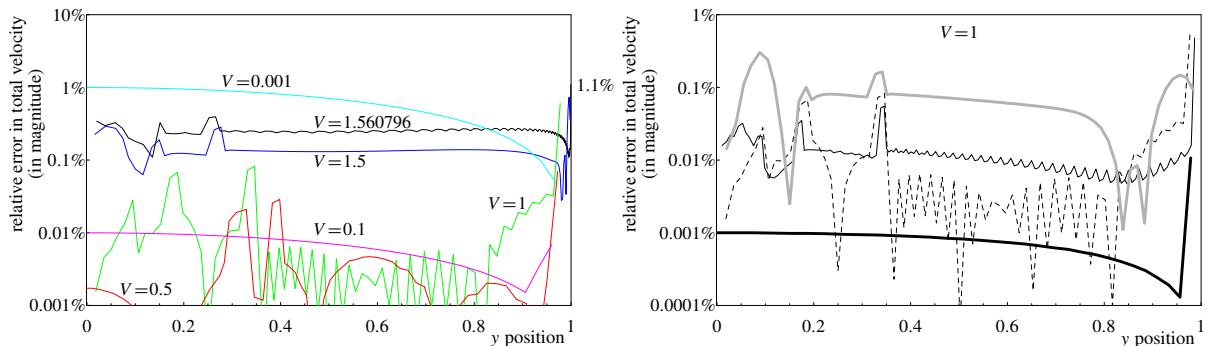 relative error in total velocity
(in magnitude)
10%
1%
0.1%
0.01%
0.001%
V=0.001
V=1.560796
V=1.5
V=1
V=0.1
V=0.5
1.1%
0 0.2 0.4 0.6 0.8 1
y position
relative error in total velocity
(in magnitude)
1%
0.1%
0.01%
0.001%
0.0001%
V=1
0 0.2 0.4 0.6 0.8 1
y position